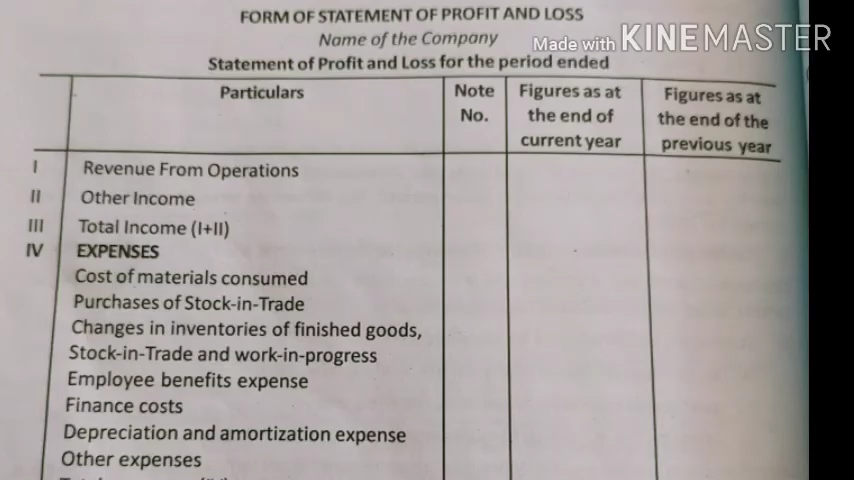 FORM OF STATEMENT OF PROFIT AND LOSS
Name of the Company
Made with KINEMASTER
Statement of Profit and Loss for the period ended
Particulars
Note No.
Figures as at the end of current year
Figures as at the end of the previous year
I Revenue From Operations
II Other Income
III Total Income (I+II)
IV EXPENSES
Cost of materials consumed
Purchases of Stock-in-Trade
Changes in inventories of finished goods,
Stock-in-Trade and work-in-progress
Employee benefits expense
Finance costs
Depreciation and amortization expense
Other expenses